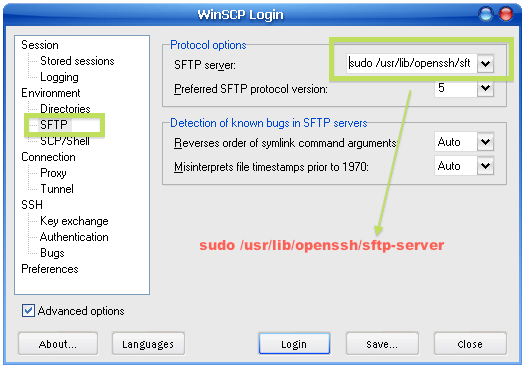 WinSCP Login
Session
Stored sessions
Logging
Environment
Directories
SFTP
SCP/Shell
Connection
Proxy
Tunnel
SSH
Key exchange
Authentication
Bugs
Preferences
Protocol options
SFTP server:
sudo /usr/lib/openssh/sft
Preferred SFTP protocol version:
5
Detection of known bugs in SFTP servers
Reverses order of symlink command arguments:
Auto
Misinterprets file timestamps prior to 1970:
Auto
sudo /usr/lib/openssh/sftp-server
Advanced options
About...
Languages
Login
Save...
Close